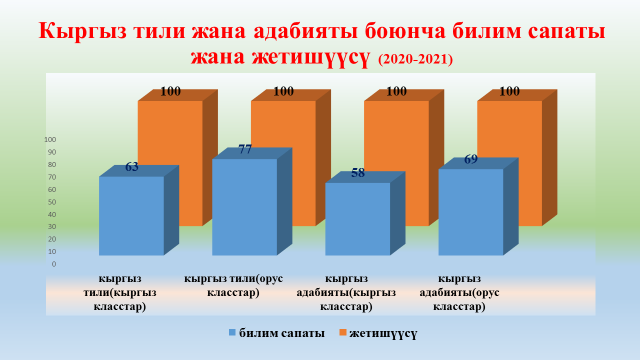 Кыргыз тили жана адабияты боюнча билим сапаты
жана жетишүүсү (2020-2021)
100 100 100 100
63 77 58 69
100
90
80
70
60
50
40
30
20
10
0
кыргыз тили(кыргыз класстар)
кыргыз тили(орус класстар)
кыргыз адабияты(кыргыз класстар)
кыргыз адабияты(орус класстар)
билим сапаты жетишүүсү